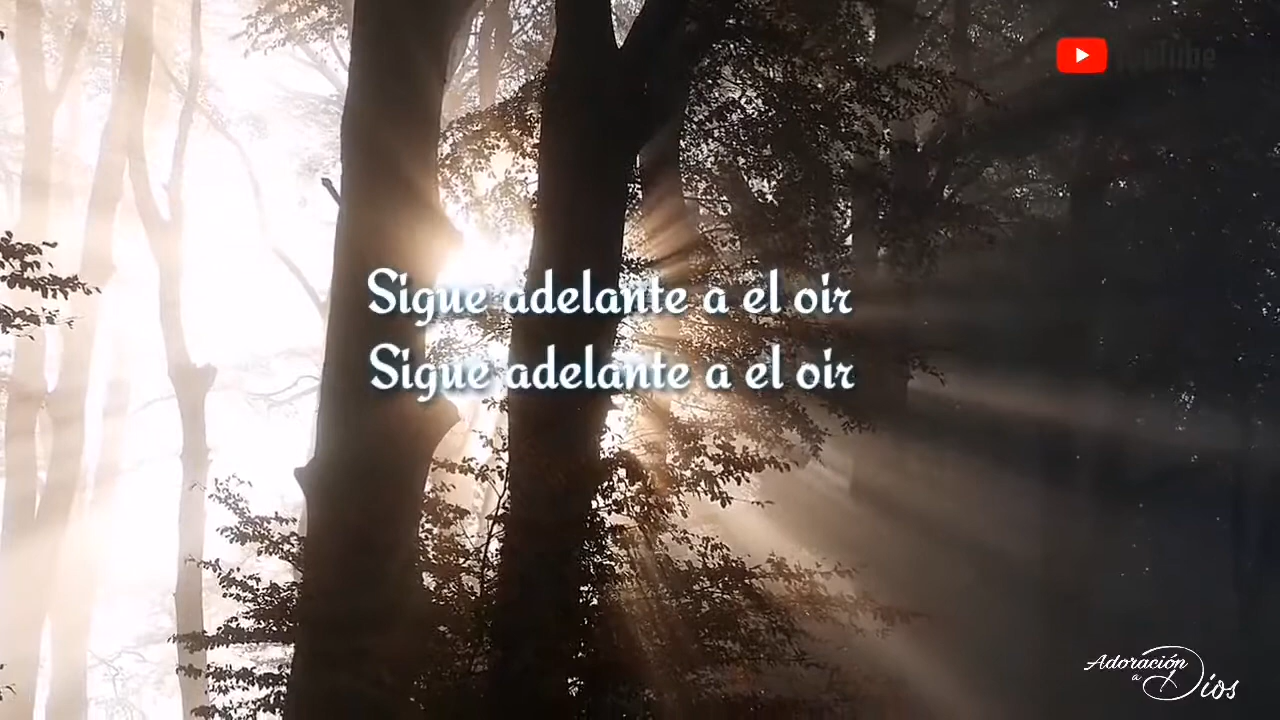 YouTube
Sigue adelante a el oir
Sigue adelante a el oir
Adoración
a Dios